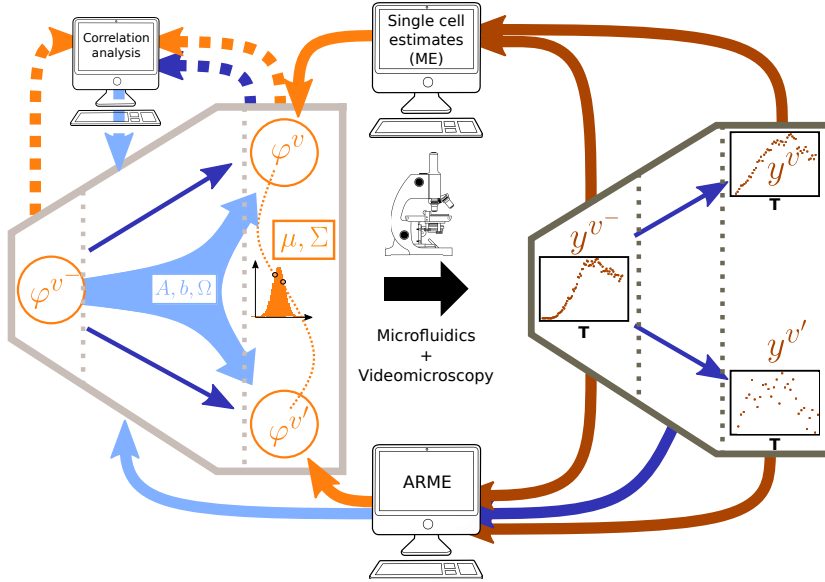 Correlation
analysis
Single cell
estimates
(ME)
φ^v
y^v
T
μ, Σ
y^{v^-}
φ^{v^-}
A, b, Ω
T
Microfluidics
+
Videomicroscopy
y^{v'}
φ^{v'}
T
ARME